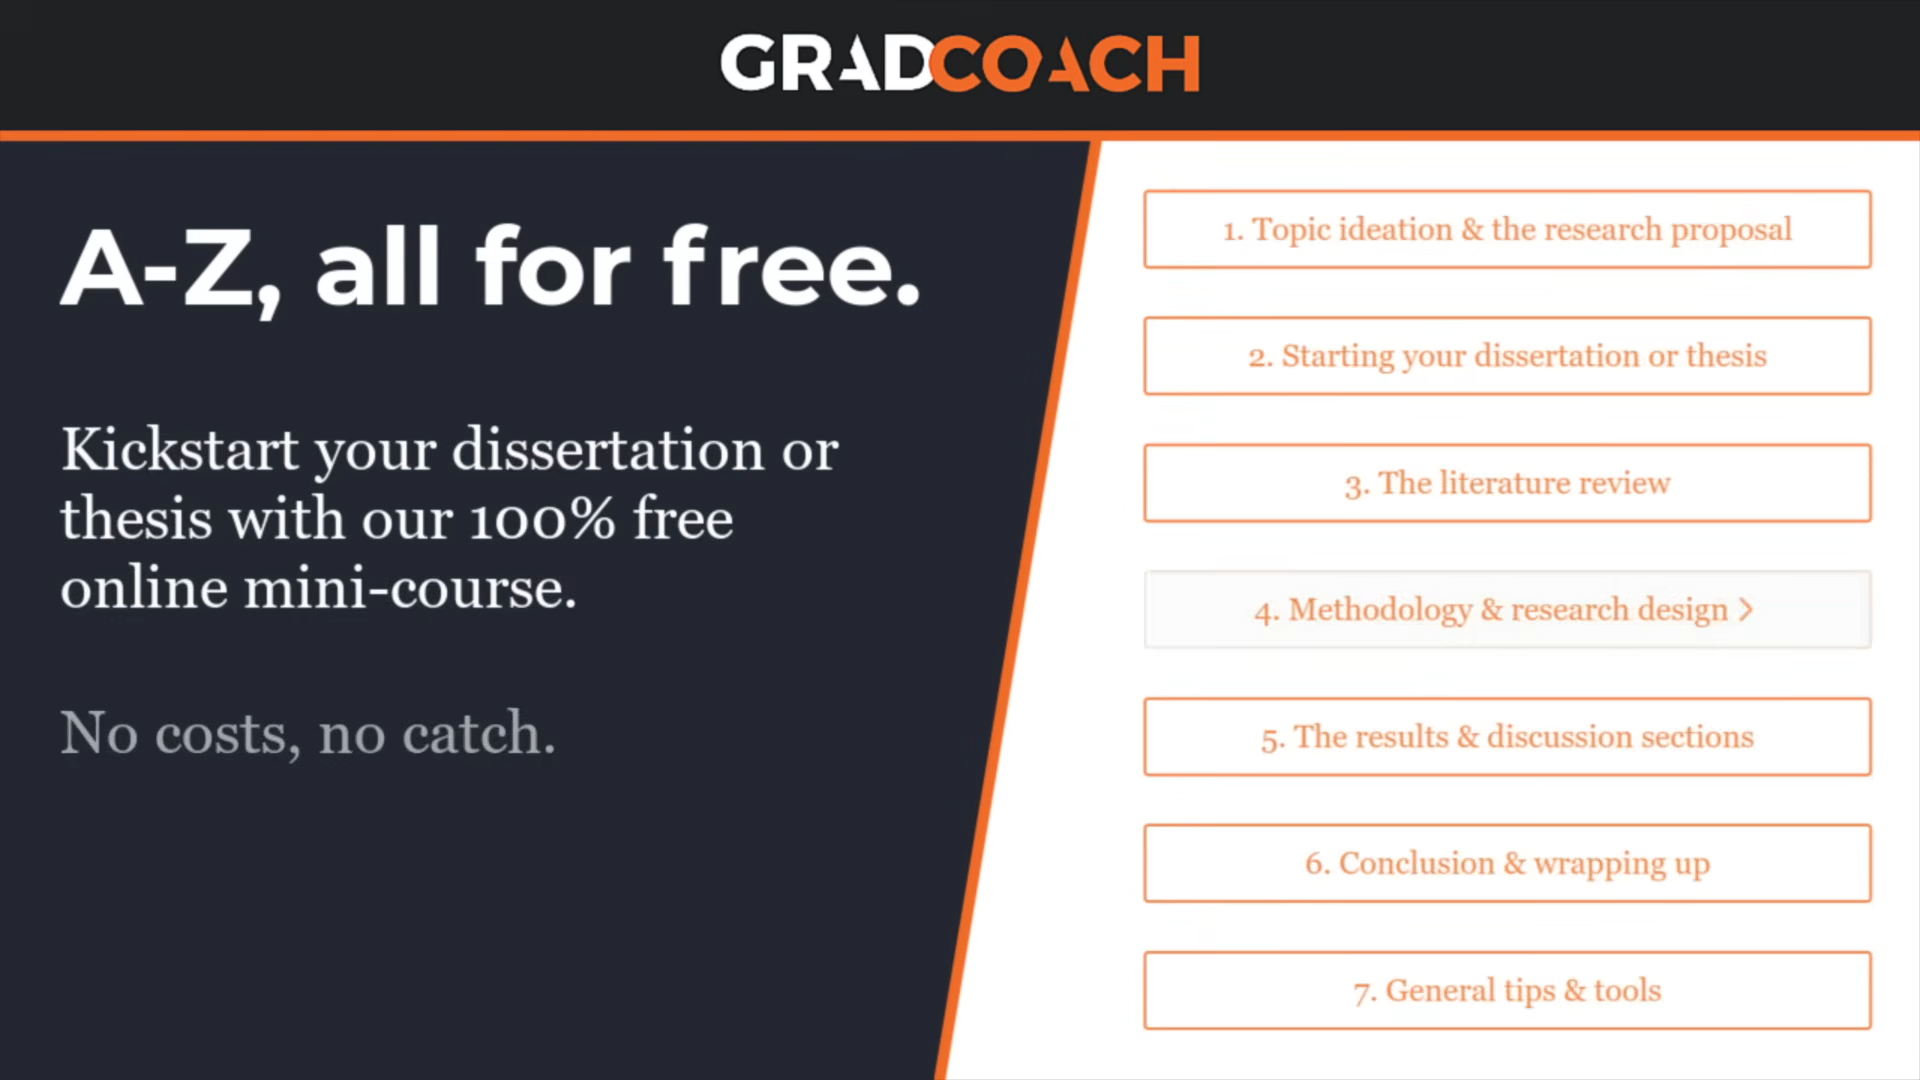 GRADCOACH
A-Z, all for free.
Kickstart your dissertation or
thesis with our 100% free
online mini-course.
No costs, no catch.
1. Topic ideation & the research proposal
2. Starting your dissertation or thesis
3. The literature review
4. Methodology & research design >
5. The results & discussion sections
6. Conclusion & wrapping up
7. General tips & tools